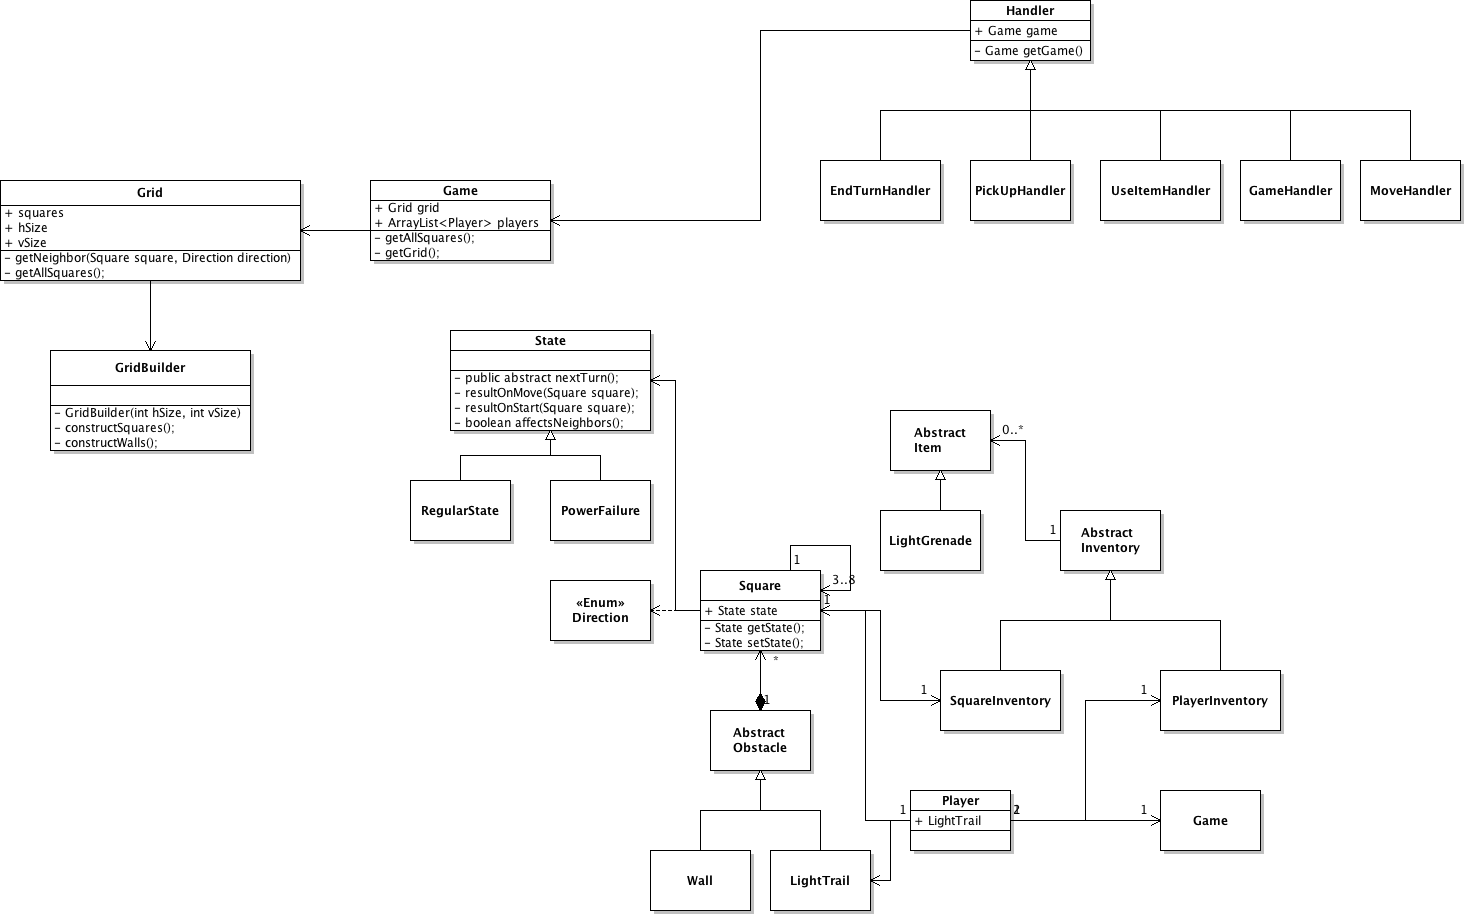 Handler
+ Game game
- Game getGame()
EndTurnHandler
PickUpHandler
UseItemHandler
GameHandler
MoveHandler
Grid
+ squares
+ hSize
+ vSize
- getNeighbor(Square square, Direction direction)
- getAllSquares();
Game
+ Grid grid
+ ArrayList<Player> players
- getAllSquares();
- getGrid();
GridBuilder
- GridBuilder(int hSize, int vSize)
- constructSquares();
- constructWalls();
State
- public abstract nextTurn();
- resultOnMove(Square square);
- resultOnStart(Square square);
- boolean affectsNeighbors();
RegularState
PowerFailure
Abstract
Item
0..*
LightGrenade
1
Abstract
Inventory
«Enum»
Direction
1
3..8
1
Square
+ State state
- State getState();
- State setState();
*
1
Abstract
Obstacle
1
SquareInventory
1
PlayerInventory
Wall
LightTrail
1
Player
+ LightTrail
1
Game